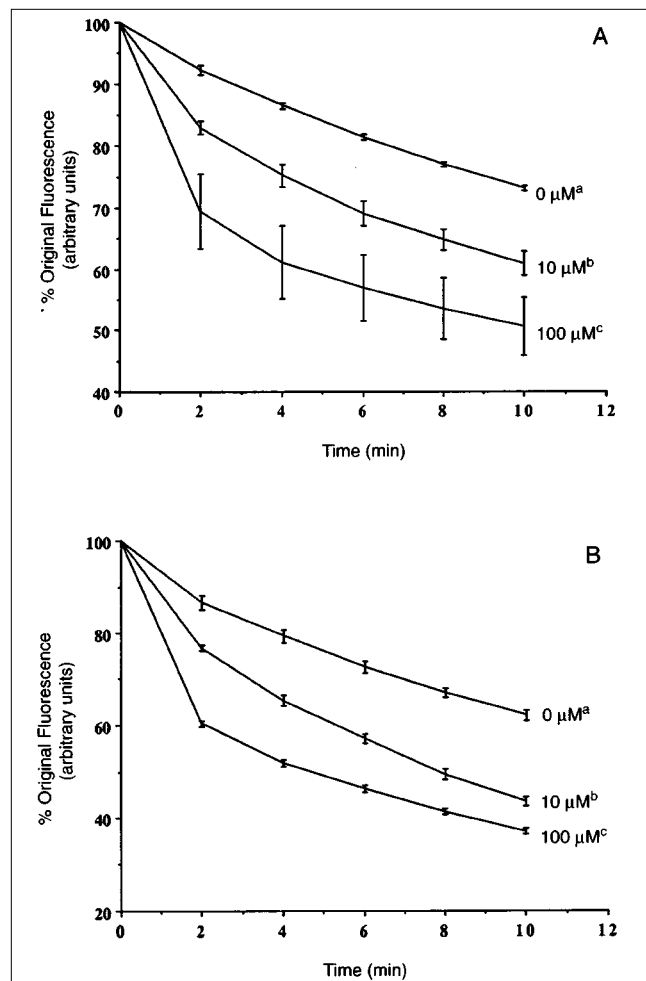 A
100
90
80
70
60
50
40
% Original Fluorescence
(arbitrary units)
0 μMᵃ
10 μMᵇ
100 μMᶜ
0 2 4 6 8 10 12
Time (min)
B
100
80
60
40
20
% Original Fluorescence
(arbitrary units)
0 μMᵃ
10 μMᵇ
100 μMᶜ
0 2 4 6 8 10 12
Time (min)